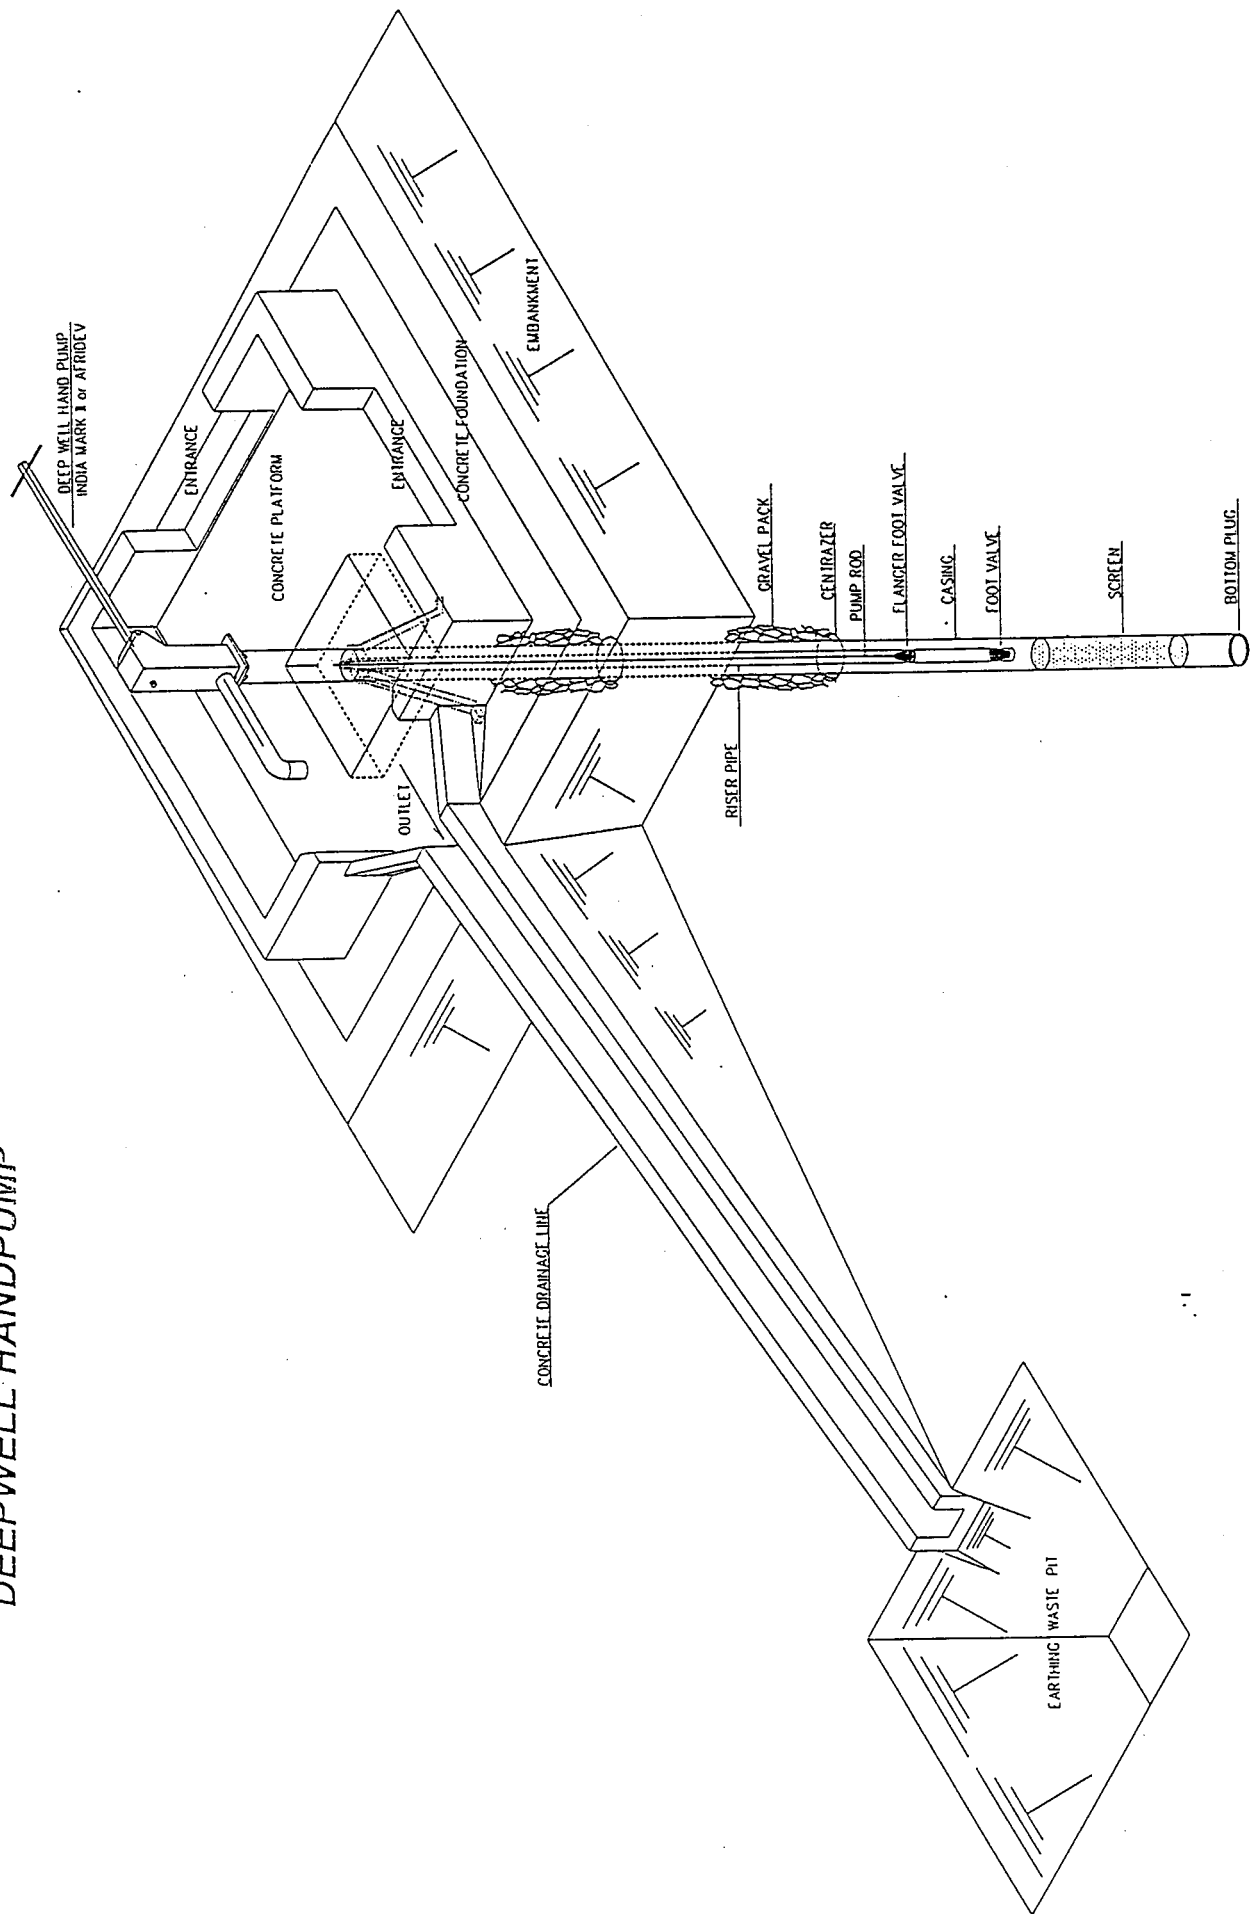 DEEPWELL HANDPUMP
DEEP WELL HAND PUMP
INDIA MARK II or AFRIDEV
ENTRANCE
CONCRETE PLATFORM
ENTRANCE
CONCRETE FOUNDATION
EMBANKMENT
OUTLET
RISER PIPE
GRAVEL PACK
CENTRAZER
PUMP ROD
FLANGER FOOT VALVE
CASING
FOOT VALVE
SCREEN
BOTTOM PLUG
CONCRETE DRAINAGE LINE
EARTHING WASTE PIT